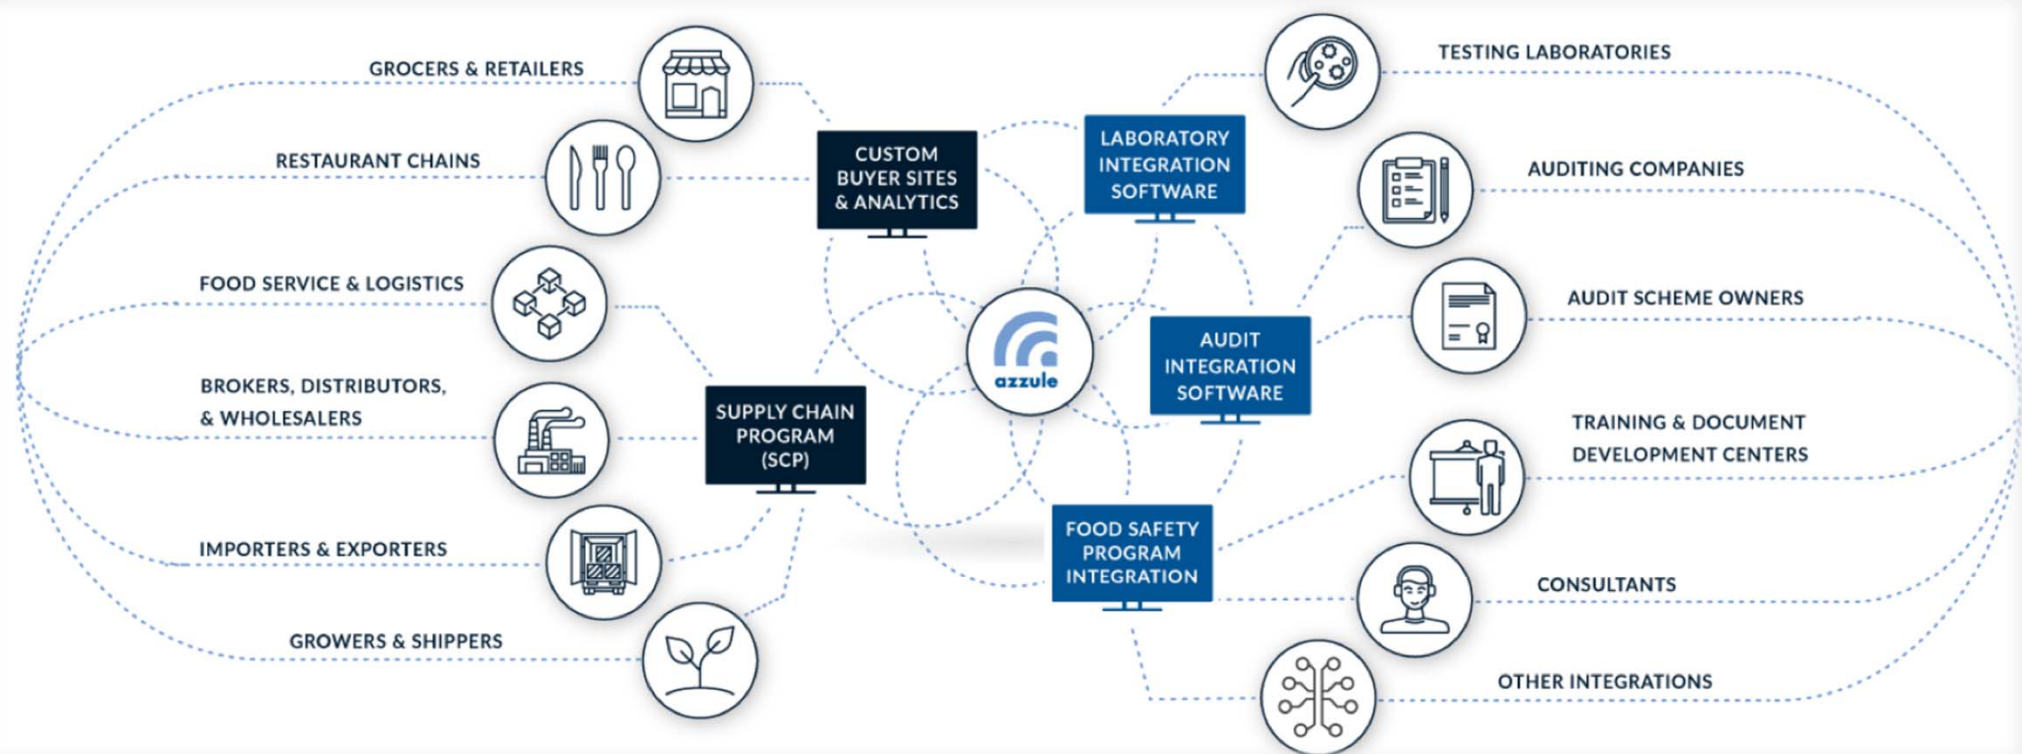 GROCERS & RETAILERS
RESTAURANT CHAINS
FOOD SERVICE & LOGISTICS
BROKERS, DISTRIBUTORS,
& WHOLESALERS
IMPORTERS & EXPORTERS
GROWERS & SHIPPERS
CUSTOM
BUYER SITES
& ANALYTICS
SUPPLY CHAIN
PROGRAM
(SCP)
azzule
LABORATORY
INTEGRATION
SOFTWARE
AUDIT
INTEGRATION
SOFTWARE
FOOD SAFETY
PROGRAM
INTEGRATION
TESTING LABORATORIES
AUDITING COMPANIES
AUDIT SCHEME OWNERS
TRAINING & DOCUMENT
DEVELOPMENT CENTERS
CONSULTANTS
OTHER INTEGRATIONS